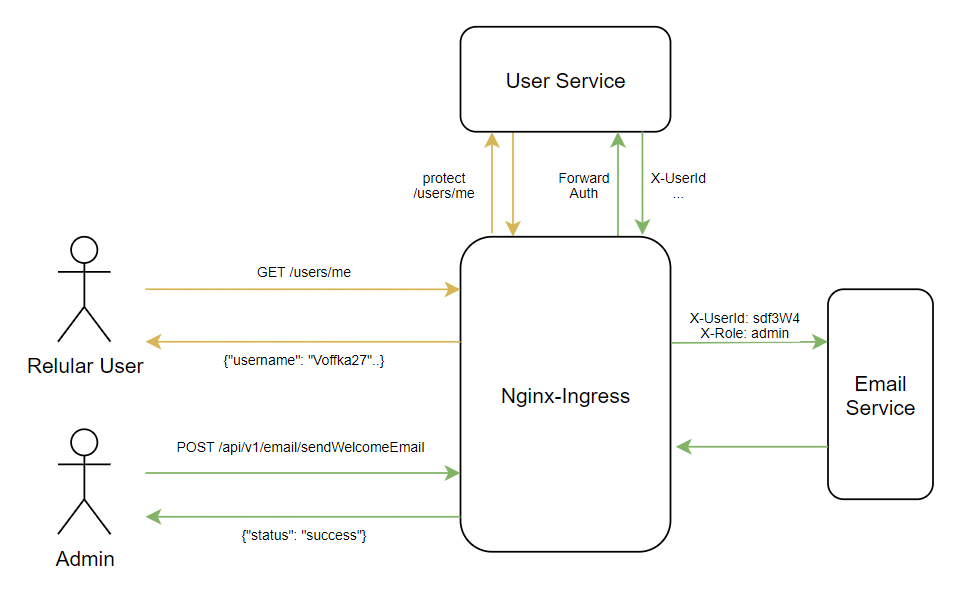 User Service
protect
/users/me
Forward
Auth
X-UserId
...
GET /users/me
{"username": "Voffka27"..}
Relular User
X-UserId: sdf3W4
X-Role: admin
Nginx-Ingress
Email
Service
POST /api/v1/email/sendWelcomeEmail
{"status": "success"}
Admin